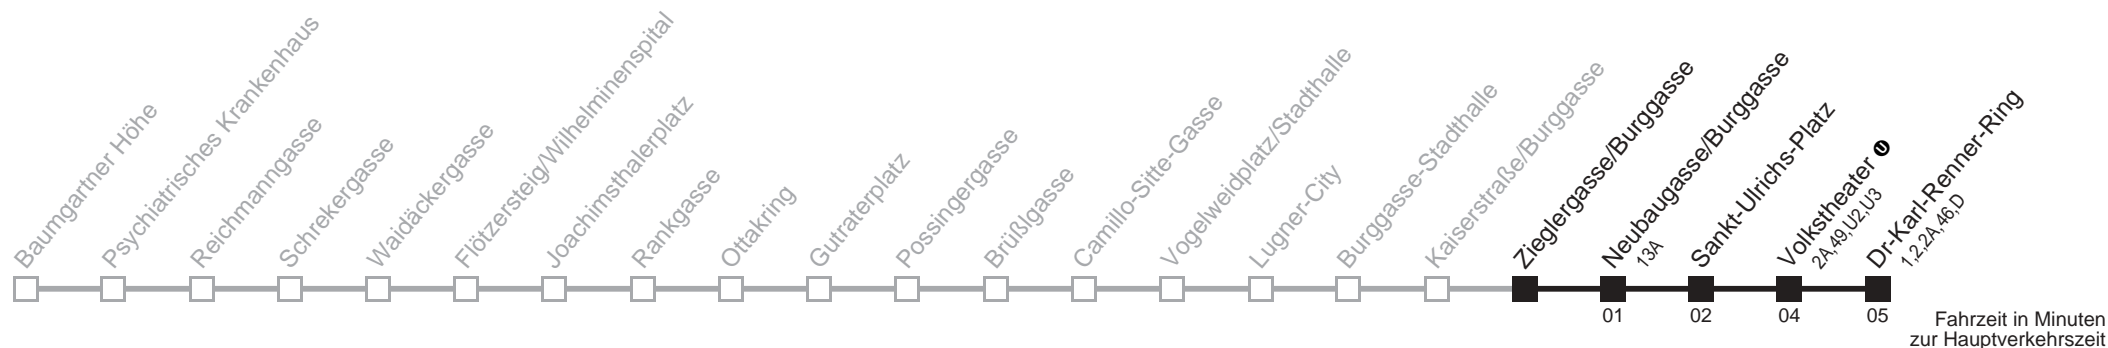 Baumgartner Höhe
Psychiatrisches Krankenhaus
Reichmanngasse
Schrekergasse
Waidäckergasse
Flötzersteig/Wilhelminenspital
Joachimsthalerplatz
Rankgasse
Ottakring
Gutraterplatz
Possingergasse
Brüßlgasse
Camillo-Sitte-Gasse
Vogelweidplatz/Stadthalle
Lugner-City
Burggasse-Stadthalle
Kaiserstraße/Burggasse
Zieglergasse/Burggasse
Neubaugasse/Burggasse
13A
Sankt-Ulrichs-Platz
Volkstheater U
2A,49,U2,U3
Dr-Karl-Renner-Ring
1,2,2A,46,D
01
02
04
05
Fahrzeit in Minuten
zur Hauptverkehrszeit